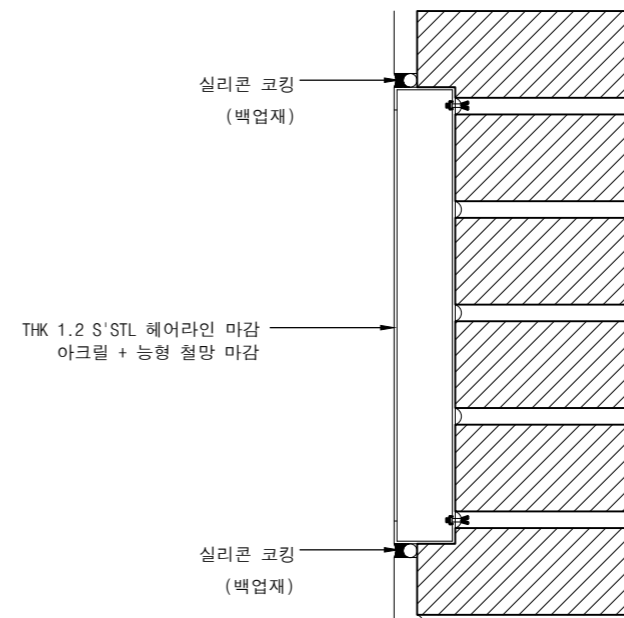 실리콘 코킹
(백업재)
THK 1.2 S'STL 헤어라인 마감
아크릴 + 능형 철망 마감
실리콘 코킹
(백업재)